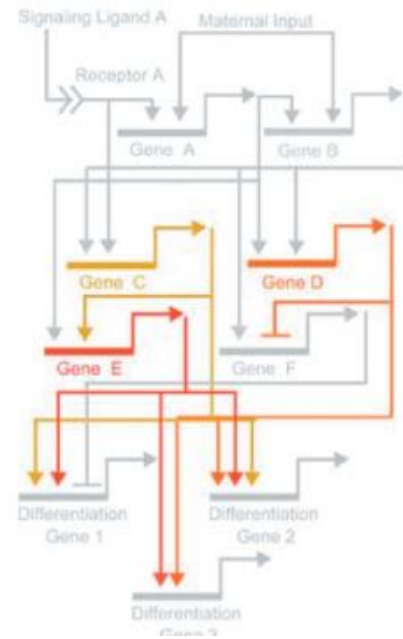 Signaling Ligand A
Maternal Input
Receptor A
Gene A
Gene B
Gene C
Gene D
Gene E
Gene F
Differentiation
Gene 1
Differentiation
Gene 2
Differentiation